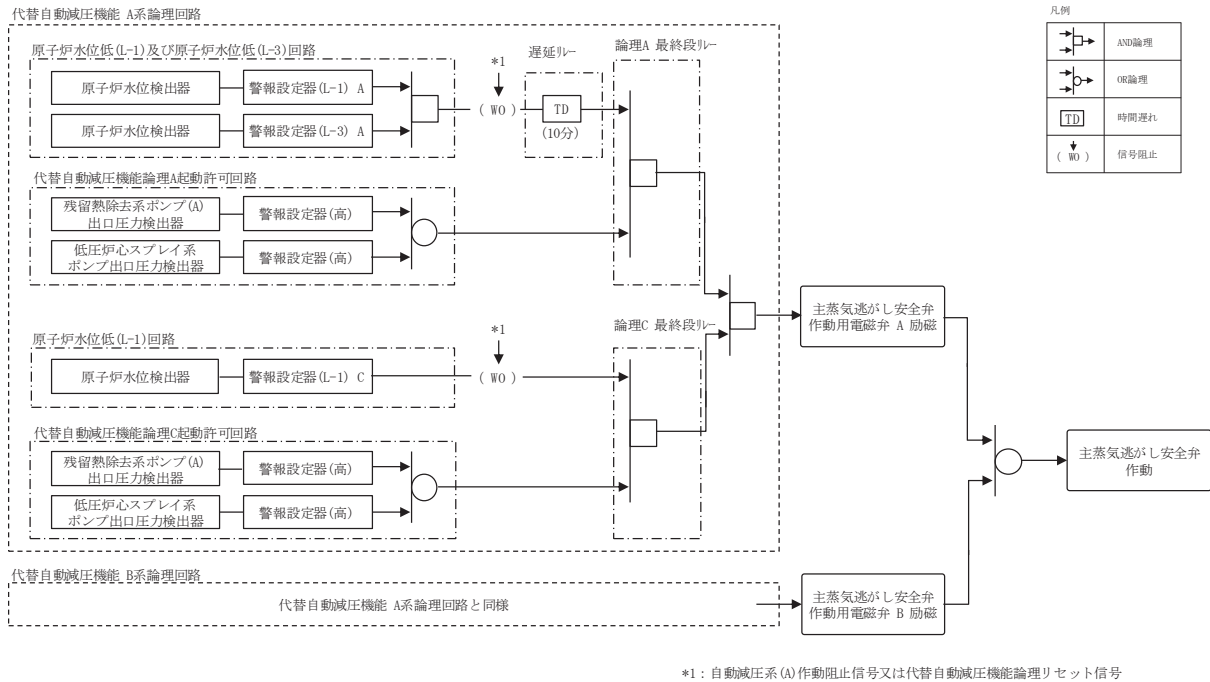 代替自動減圧機能 A系論理回路
原子炉水位低(L-1)及び原子炉水位低(L-3)回路
原子炉水位検出器
警報設定器(L-1) A
原子炉水位検出器
警報設定器(L-3) A
*1
( WO )
遅延リレー
TD
(10分)
論理A 最終段リレー
代替自動減圧機能論理A起動許可回路
残留熱除去系ポンプ(A)
出口圧力検出器
警報設定器(高)
低圧炉心スプレイ系
ポンプ出口圧力検出器
警報設定器(高)
原子炉水位低(L-1)回路
原子炉水位検出器
警報設定器(L-1) C
*1
( WO )
論理C 最終段リレー
代替自動減圧機能論理C起動許可回路
残留熱除去系ポンプ(A)
出口圧力検出器
警報設定器(高)
低圧炉心スプレイ系
ポンプ出口圧力検出器
警報設定器(高)
主蒸気逃がし安全弁
作動用電磁弁 A 励磁
代替自動減圧機能 B系論理回路
代替自動減圧機能 A系論理回路と同様
主蒸気逃がし安全弁
作動用電磁弁 B 励磁
主蒸気逃がし安全弁
作動
凡例
AND論理
OR論理
TD
時間遅れ
( WO )
信号阻止
*1：自動減圧系(A)作動阻止信号又は代替自動減圧機能論理リセット信号